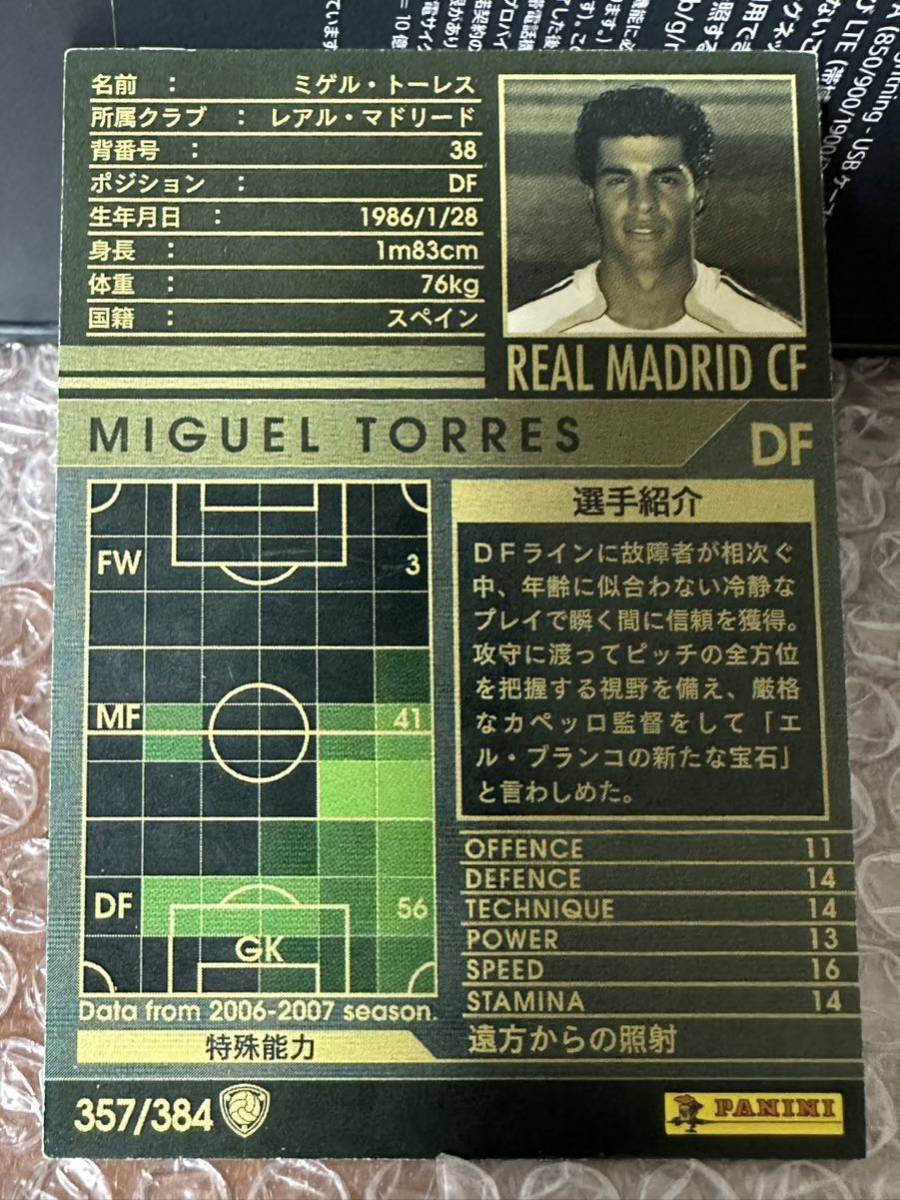 名前 : ミゲル・トーレス
所属クラブ : レアル・マドリード
背番号 : 38
ポジション : DF
生年月日 : 1986/1/28
身長 : 1m83cm
体重 : 76kg
国籍 : スペイン
REAL MADRID CF
MIGUEL TORRES
DF
FW 3
MF 41
DF 56
GK
Data from 2006-2007 season.
選手紹介
DFラインに故障者が相次ぐ
中、年齢に似合わない冷静な
プレイで瞬く間に信頼を獲得。
攻守に渡ってピッチの全方位
を把握する視野を備え、厳格
なカペッロ監督をして「エ
ル・ブランコの新たな宝石」
と言わしめた。
OFFENCE 11
DEFENCE 14
TECHNIQUE 14
POWER 13
SPEED 16
STAMINA 14
特殊能力
遠方からの照射
357/384
PANINI